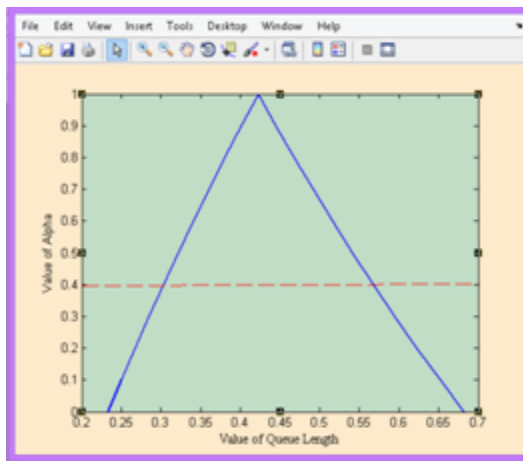 File Edit View Insert Tools Desktop Window Help
1
0.9
0.8
0.7
0.6
0.5
0.4
0.3
0.2
0.1
0
Value of Alpha
0.2 0.25 0.3 0.35 0.4 0.45 0.5 0.55 0.6 0.65 0.7
Value of Queue Length